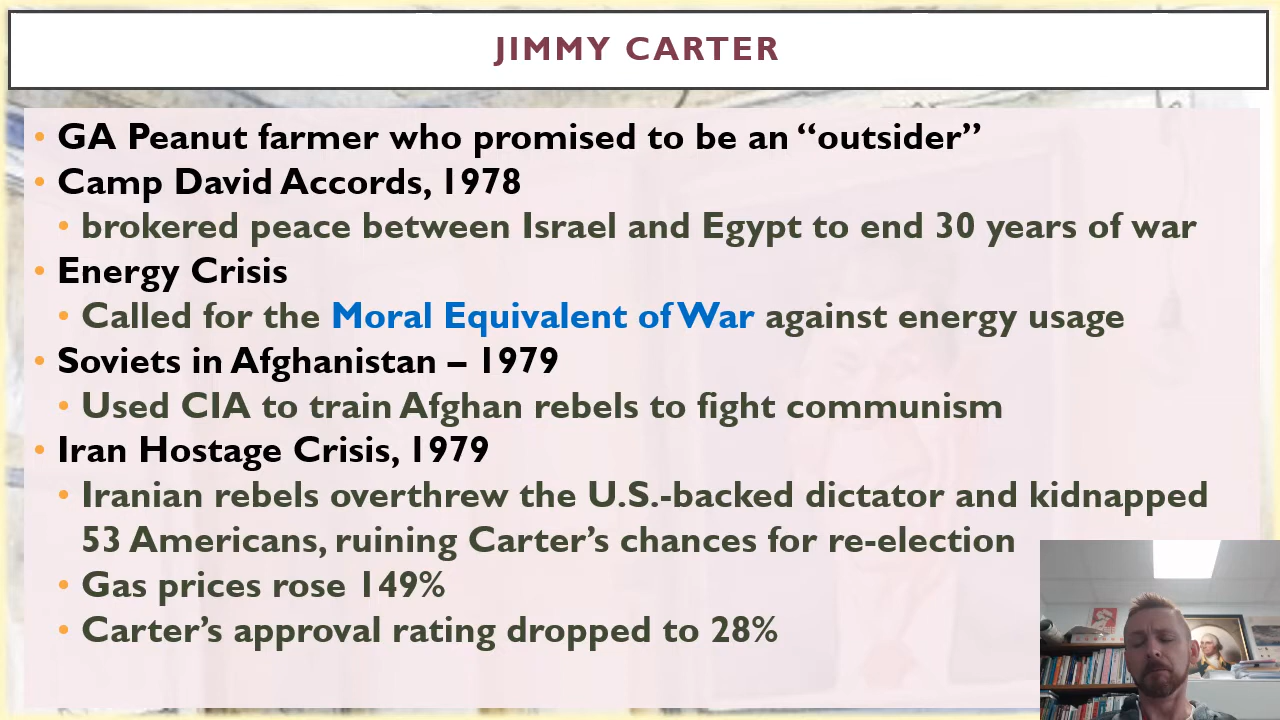 JIMMY CARTER
• GA Peanut farmer who promised to be an “outsider”
• Camp David Accords, 1978
• brokered peace between Israel and Egypt to end 30 years of war
• Energy Crisis
• Called for the Moral Equivalent of War against energy usage
• Soviets in Afghanistan – 1979
• Used CIA to train Afghan rebels to fight communism
• Iran Hostage Crisis, 1979
• Iranian rebels overthrew the U.S.-backed dictator and kidnapped
53 Americans, ruining Carter’s chances for re-election
• Gas prices rose 149%
• Carter’s approval rating dropped to 28%